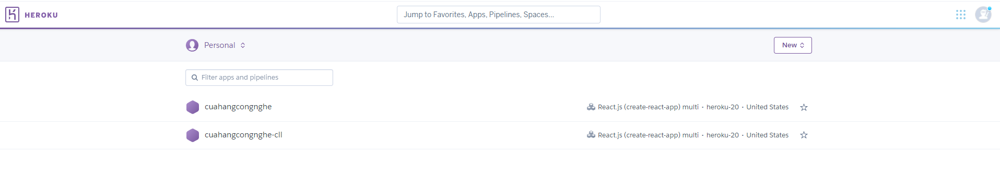 HEROKU
Jump to Favorites, Apps, Pipelines, Spaces...
Personal
New
Filter apps and pipelines
cuahangcongnghe
React.js (create-react-app) multi · heroku-20 · United States
cuahangcongnghe-cll
React.js (create-react-app) multi · heroku-20 · United States